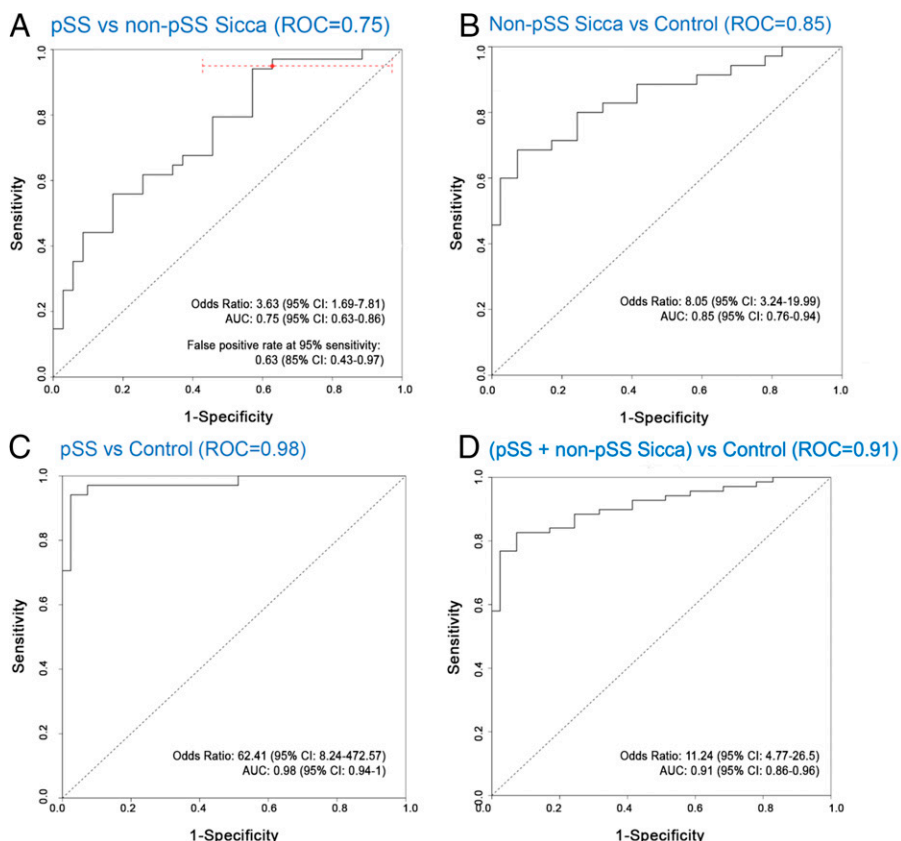 A pSS vs non-pSS Sicca (ROC=0.75)
1.0
0.8
0.6
0.4
0.2
0.0
Sensitivity
Odds Ratio: 3.63 (95% CI: 1.69-7.81)
AUC: 0.75 (95% CI: 0.63-0.86)
False positive rate at 95% sensitivity:
0.63 (85% CI: 0.43-0.97)
0.0 0.2 0.4 0.6 0.8 1.0
1-Specificity
B Non-pSS Sicca vs Control (ROC=0.85)
1.0
0.8
0.6
0.4
0.2
0.0
Sensitivity
Odds Ratio: 8.05 (95% CI: 3.24-19.99)
AUC: 0.85 (95% CI: 0.76-0.94)
0.0 0.2 0.4 0.6 0.8 1.0
1-Specificity
C pSS vs Control (ROC=0.98)
1.0
0.8
0.6
0.4
0.2
0.0
Sensitivity
Odds Ratio: 62.41 (95% CI: 8.24-472.57)
AUC: 0.98 (95% CI: 0.94-1)
0.0 0.2 0.4 0.6 0.8 1.0
1-Specificity
D (pSS + non-pSS Sicca) vs Control (ROC=0.91)
1.0
0.8
0.6
0.4
0.2
0.0
Sensitivity
Odds Ratio: 11.24 (95% CI: 4.77-26.5)
AUC: 0.91 (95% CI: 0.86-0.96)
0.0 0.2 0.4 0.6 0.8 1.0
1-Specificity